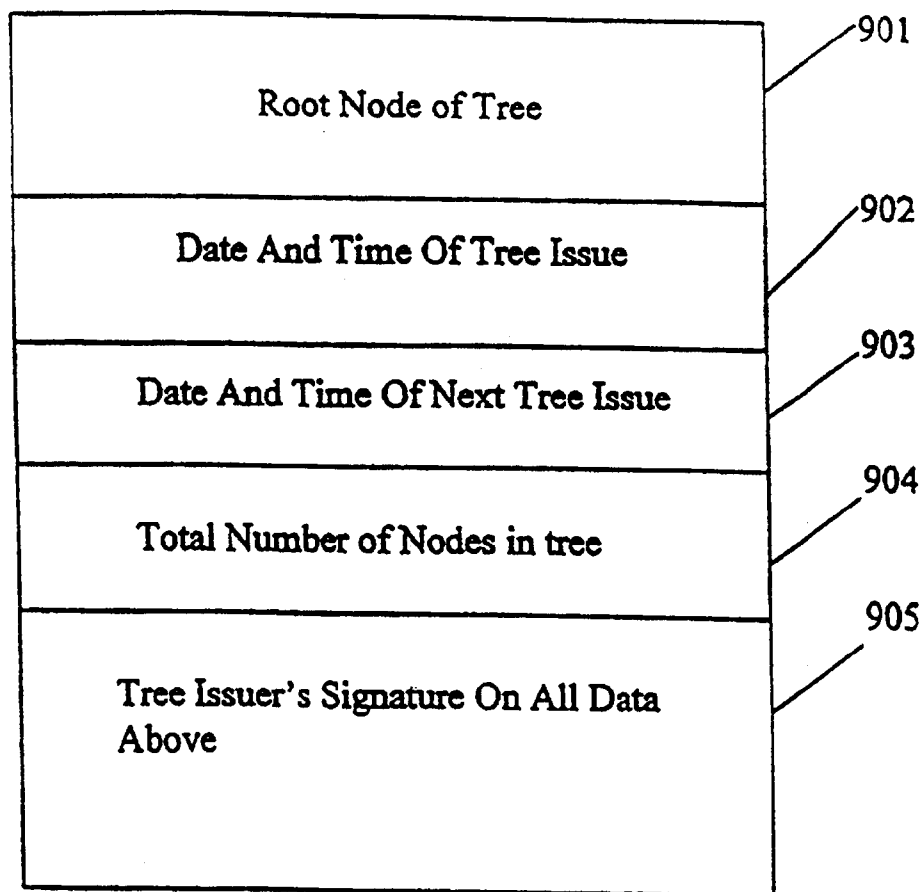 901
Root Node of Tree
902
Date And Time Of Tree Issue
903
Date And Time Of Next Tree Issue
904
Total Number of Nodes in tree
905
Tree Issuer's Signature On All Data
Above